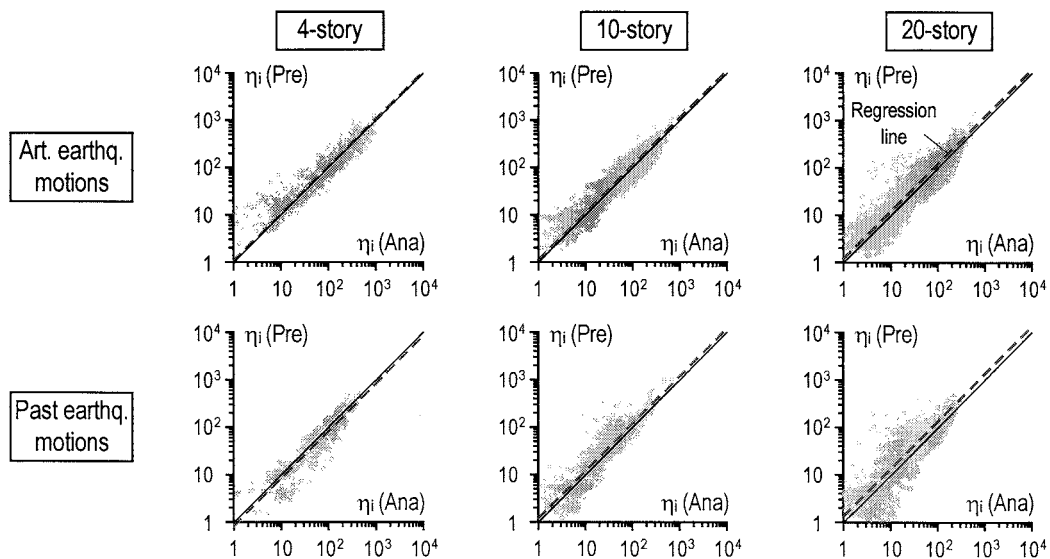 4-story
10-story
20-story
Art. earthq.
motions
10⁴
10³
10²
10
1
ηi (Pre)
ηi (Ana)
1
10
10²
10³
10⁴
10⁴
10³
10²
10
1
ηi (Pre)
ηi (Ana)
1
10
10²
10³
10⁴
10⁴
10³
10²
10
1
ηi (Pre)
Regression
line
ηi (Ana)
1
10
10²
10³
10⁴
Past earthq.
motions
10⁴
10³
10²
10
1
ηi (Pre)
ηi (Ana)
1
10
10²
10³
10⁴
10⁴
10³
10²
10
1
ηi (Pre)
ηi (Ana)
1
10
10²
10³
10⁴
10⁴
10³
10²
10
1
ηi (Pre)
ηi (Ana)
1
10
10²
10³
10⁴